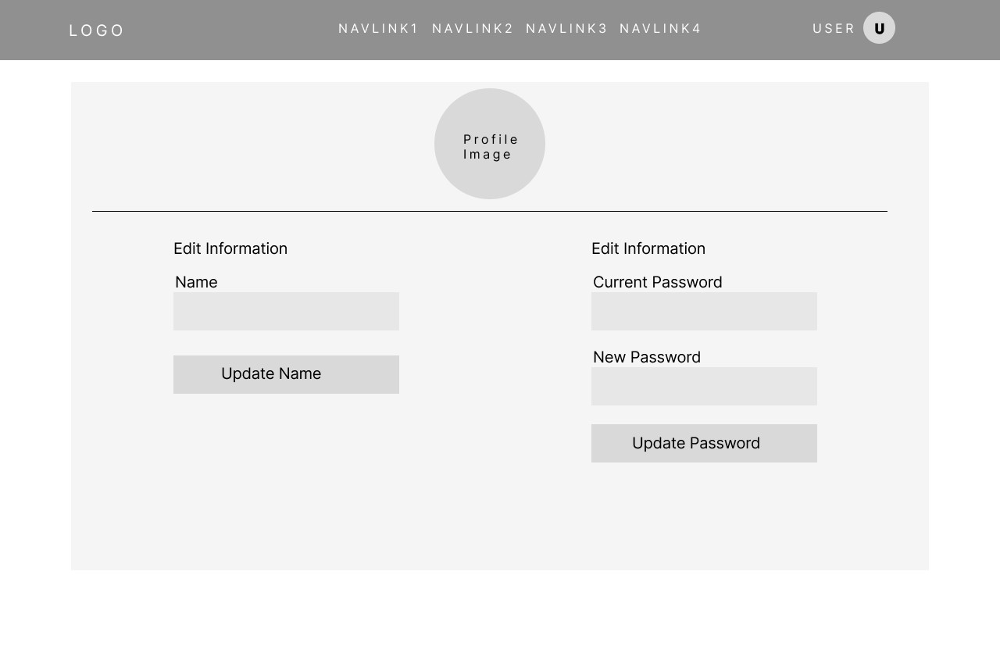 LOGO
NAVLINK1 NAVLINK2 NAVLINK3 NAVLINK4
USER U
Profile
Image
Edit Information
Name
Update Name
Edit Information
Current Password
New Password
Update Password